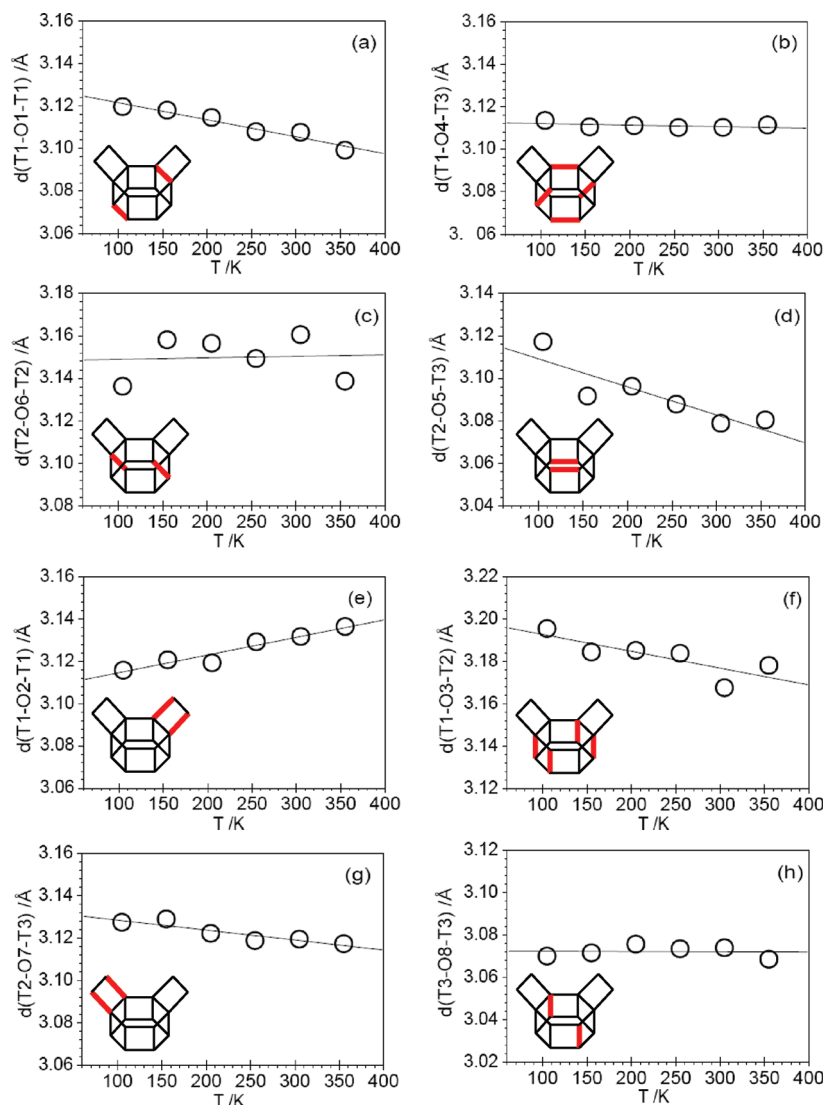 3.16
(a)
3.14
3.12
3.10
3.08
3.06
d(T1-O1-T1) /Å
100 150 200 250 300 350 400
T /K
3.16
(b)
3.14
3.12
3.10
3.08
3. 06
d(T1-O4-T3) /Å
100 150 200 250 300 350 400
T /K
3.18
(c)
3.16
3.14
3.12
3.10
3.08
d(T2-O6-T2) /Å
100 150 200 250 300 350 400
T /K
3.14
(d)
3.12
3.10
3.08
3.06
3.04
d(T2-O5-T3) /Å
100 150 200 250 300 350 400
T /K
3.16
(e)
3.14
3.12
3.10
3.08
3.06
d(T1-O2-T1) /Å
100 150 200 250 300 350 400
T /K
3.22
(f)
3.20
3.18
3.16
3.14
3.12
d(T1-O3-T2) /Å
100 150 200 250 300 350 400
T /K
3.16
(g)
3.14
3.12
3.10
3.08
3.06
d(T2-O7-T3) /Å
100 150 200 250 300 350 400
T /K
3.12
(h)
3.10
3.08
3.06
3.04
3.02
d(T3-O8-T3) /Å
100 150 200 250 300 350 400
T /K